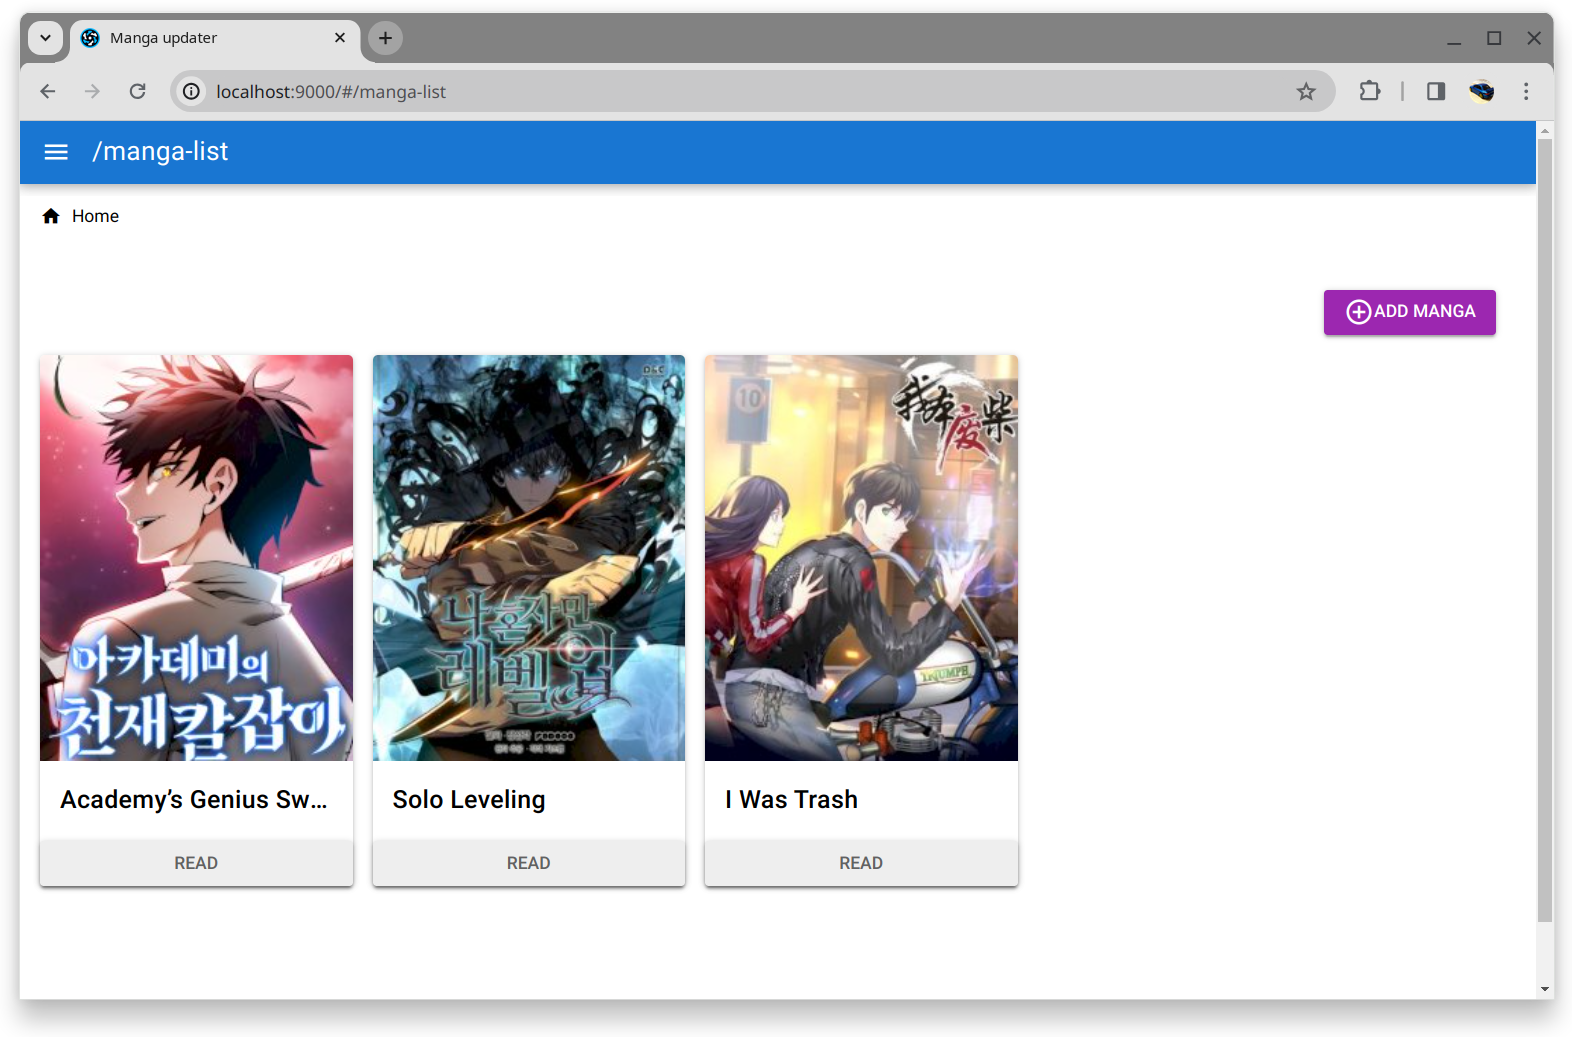 Manga updater
localhost:9000/#/manga-list
/manga-list
Home
ADD MANGA
10
我本废柴
TRIUMPH
나 혼자만
레벨업
아카데미의
천재칼잡이
Academy’s Genius Sw...
Solo Leveling
I Was Trash
READ
READ
READ